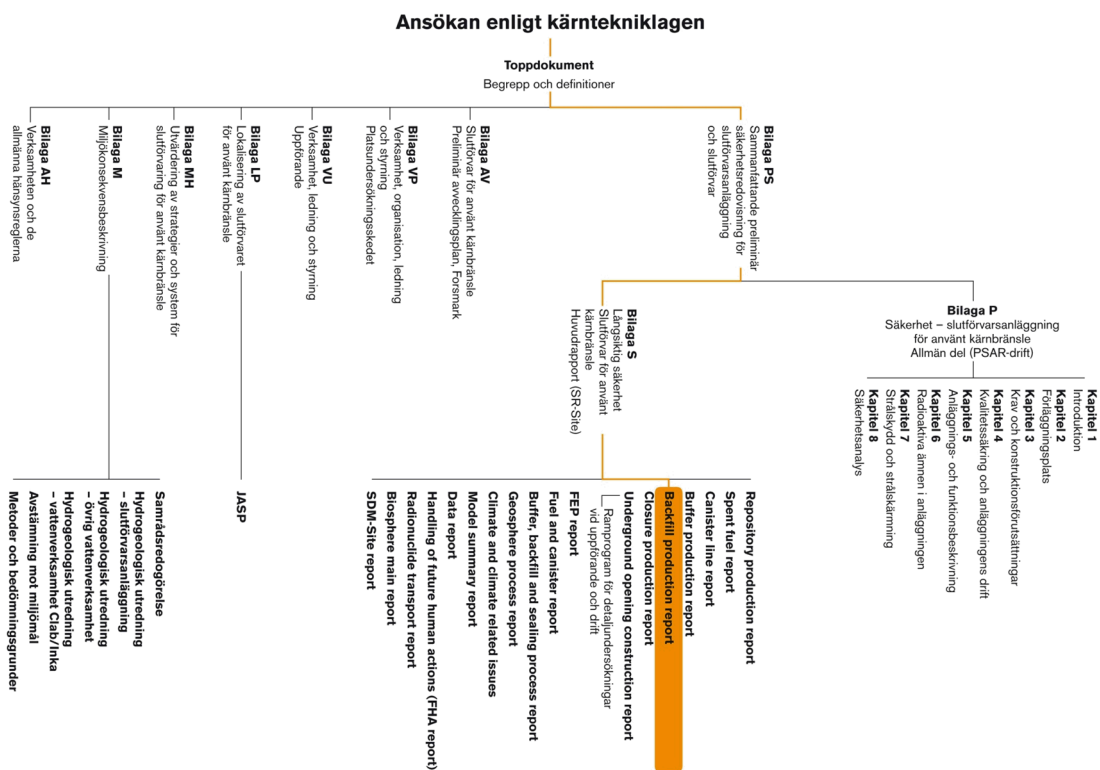 Ansökan enligt kärntekniklagen
Toppdokument
Begrepp och definitioner
Bilaga AH
Verksamheten och de
allmänna hänsynsreglerna
Bilaga M
Miljökonsekvensbeskrivning
Bilaga MH
Utvärdering av strategier och system för
slutförvaring för använt kärnbränsle
Bilaga LP
Lokalisering av slutförvaret
för använt kärnbränsle
Bilaga VU
Verksamhet, ledning och styrning
Uppförande
Bilaga VP
Verksamhet, organisation, ledning
och styrning
Platsundersökningsskedet
Bilaga AV
Slutförvar för använt kärnbränsle
Preliminär avvecklingsplan, Forsmark
Bilaga PS
Sammanfattande preliminär
säkerhetsredovisning för
slutförvarsanläggning
och slutförvar
Bilaga S
Långsiktig säkerhet
Slutförvar för använt
kärnbränsle
Huvudrapport (SR-Site)
Bilaga P
Säkerhet – slutförvarsanläggning
för använt kärnbränsle
Allmän del (PSAR-drift)
Kapitel 1
Introduktion
Kapitel 2
Förläggningsplats
Kapitel 3
Krav och konstruktionsförutsättningar
Kapitel 4
Kvalitetssäkring och anläggningens drift
Kapitel 5
Anläggnings- och funktionsbeskrivning
Kapitel 6
Radioaktiva ämnen i anläggningen
Kapitel 7
Strålskydd och strålskärmning
Kapitel 8
Säkerhetsanalys
Samrådsredogörelse
Hydrogeologisk utredning
– slutförvarsanläggning
Hydrogeologisk utredning
– övrig vattenverksamhet
Hydrogeologisk utredning
– vattenverksamhet Clab/Inka
Avstämning mot miljömål
Metoder och bedömningsgrunder
JASP
Repository production report
Spent fuel report
Canister line report
Buffer production report
Backfill production report
Closure production report
Underground opening construction report
Ramprogram för detaljundersökningar
vid uppförande och drift
FEP report
Fuel and canister report
Buffer, backfill and sealing process report
Geosphere process report
Climate and climate related issues
Model summary report
Data report
Handling of future human actions (FHA report)
Radionuclide transport report
Biosphere main report
SDM-Site report